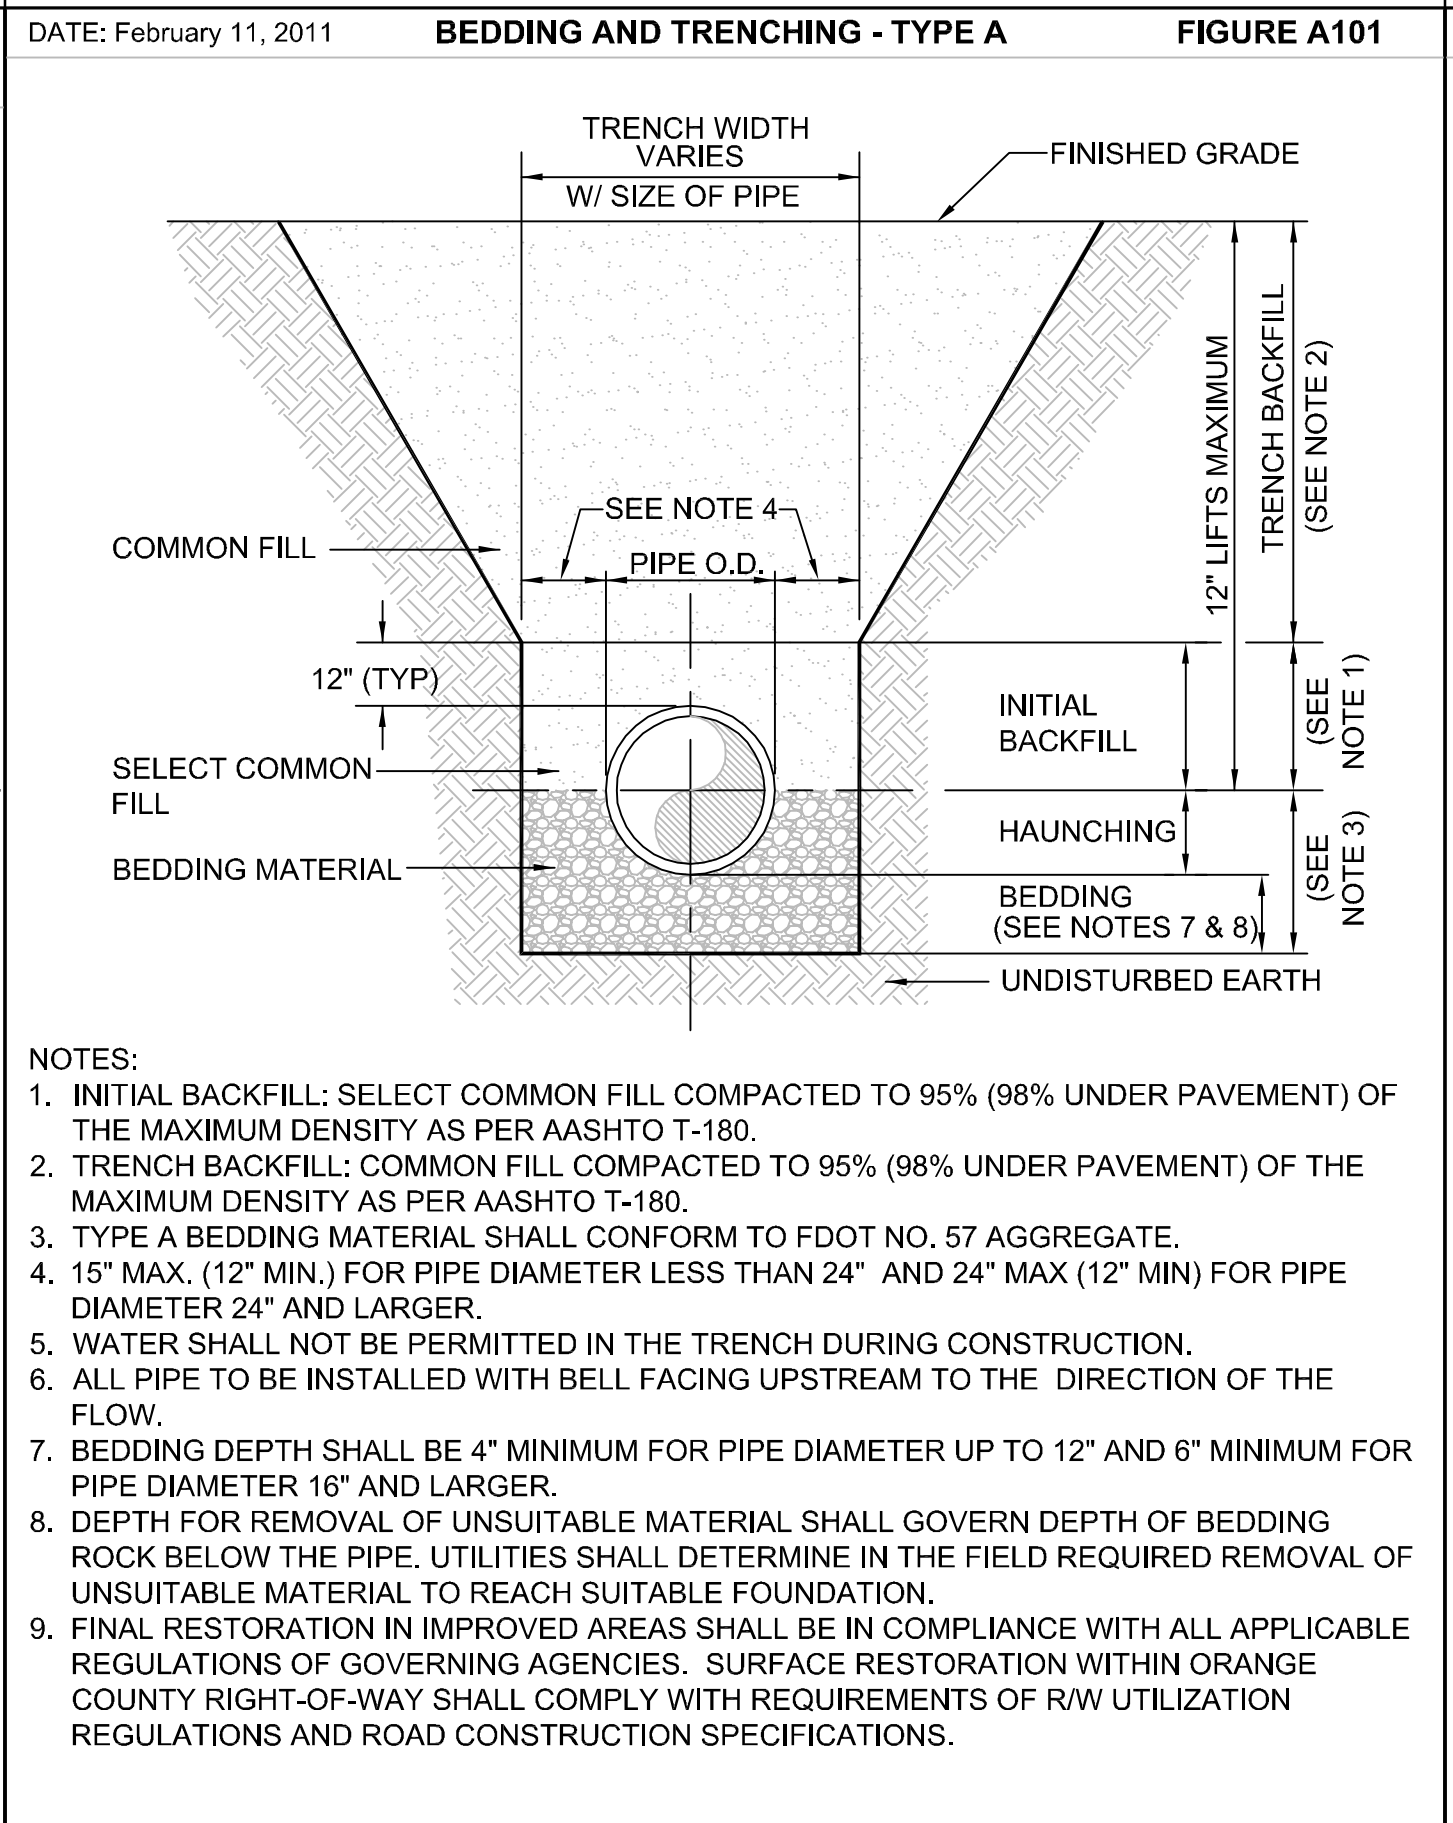 DATE: February 11, 2011
BEDDING AND TRENCHING - TYPE A
FIGURE A101
TRENCH WIDTH
VARIES
W/ SIZE OF PIPE
FINISHED GRADE
12" LIFTS MAXIMUM
TRENCH BACKFILL
(SEE NOTE 2)
SEE NOTE 4
PIPE O.D.
COMMON FILL
12" (TYP)
INITIAL
BACKFILL
(SEE
NOTE 1)
SELECT COMMON
FILL
HAUNCHING
BEDDING MATERIAL
BEDDING
(SEE NOTES 7 & 8)
(SEE
NOTE 3)
UNDISTURBED EARTH
NOTES:
1. INITIAL BACKFILL: SELECT COMMON FILL COMPACTED TO 95% (98% UNDER PAVEMENT) OF
THE MAXIMUM DENSITY AS PER AASHTO T-180.
2. TRENCH BACKFILL: COMMON FILL COMPACTED TO 95% (98% UNDER PAVEMENT) OF THE
MAXIMUM DENSITY AS PER AASHTO T-180.
3. TYPE A BEDDING MATERIAL SHALL CONFORM TO FDOT NO. 57 AGGREGATE.
4. 15" MAX. (12" MIN.) FOR PIPE DIAMETER LESS THAN 24" AND 24" MAX (12" MIN) FOR PIPE
DIAMETER 24" AND LARGER.
5. WATER SHALL NOT BE PERMITTED IN THE TRENCH DURING CONSTRUCTION.
6. ALL PIPE TO BE INSTALLED WITH BELL FACING UPSTREAM TO THE DIRECTION OF THE
FLOW.
7. BEDDING DEPTH SHALL BE 4" MINIMUM FOR PIPE DIAMETER UP TO 12" AND 6" MINIMUM FOR
PIPE DIAMETER 16" AND LARGER.
8. DEPTH FOR REMOVAL OF UNSUITABLE MATERIAL SHALL GOVERN DEPTH OF BEDDING
ROCK BELOW THE PIPE. UTILITIES SHALL DETERMINE IN THE FIELD REQUIRED REMOVAL OF
UNSUITABLE MATERIAL TO REACH SUITABLE FOUNDATION.
9. FINAL RESTORATION IN IMPROVED AREAS SHALL BE IN COMPLIANCE WITH ALL APPLICABLE
REGULATIONS OF GOVERNING AGENCIES. SURFACE RESTORATION WITHIN ORANGE
COUNTY RIGHT-OF-WAY SHALL COMPLY WITH REQUIREMENTS OF R/W UTILIZATION
REGULATIONS AND ROAD CONSTRUCTION SPECIFICATIONS.